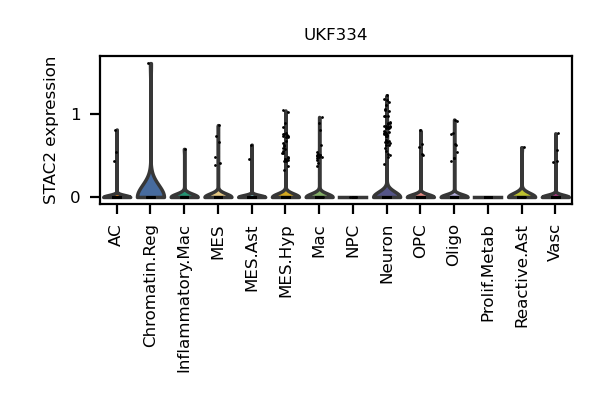 UKF334
STAC2 expression
1
0
AC
Chromatin.Reg
Inflammatory.Mac
MES
MES.Ast
MES.Hyp
Mac
NPC
Neuron
OPC
Oligo
Prolif.Metab
Reactive.Ast
Vasc